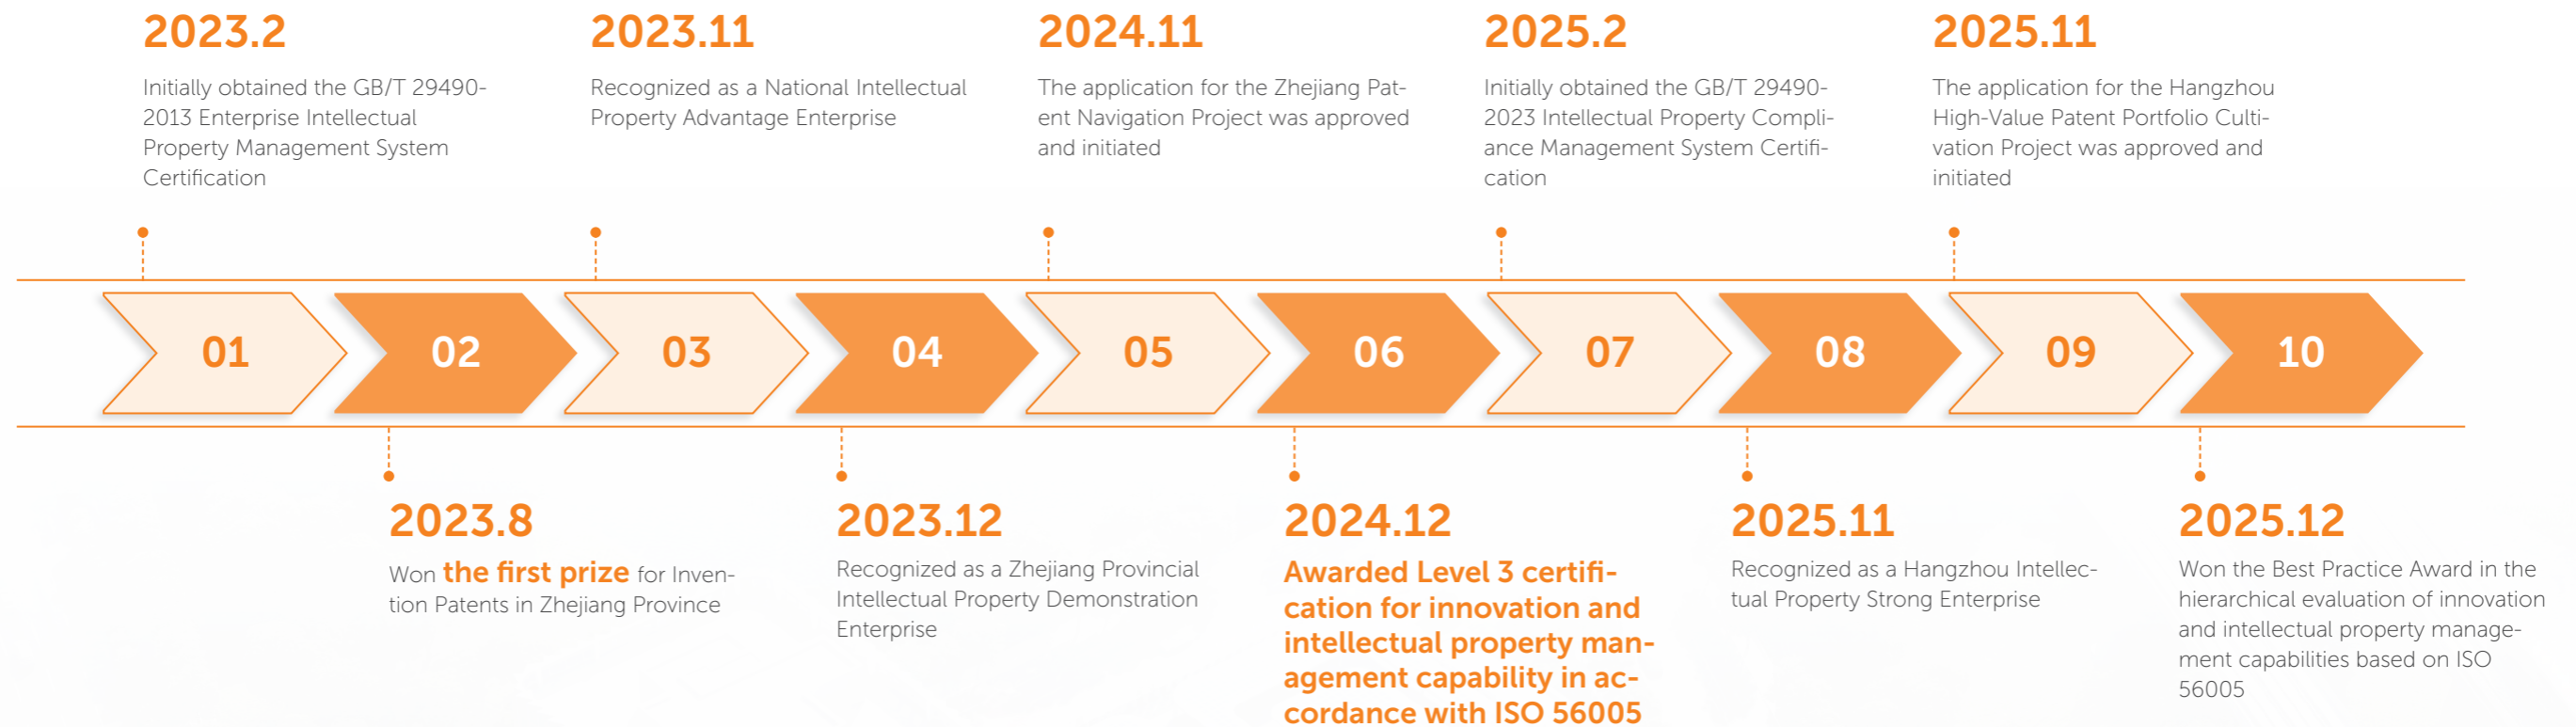 2023.2
Initially obtained the GB/T 29490-
2013 Enterprise Intellectual
Property Management System
Certification
2023.11
Recognized as a National Intellectual
Property Advantage Enterprise
2024.11
The application for the Zhejiang Pat-
ent Navigation Project was approved
and initiated
2025.2
Initially obtained the GB/T 29490-
2023 Intellectual Property Compli-
ance Management System Certifi-
cation
2025.11
The application for the Hangzhou
High-Value Patent Portfolio Culti-
vation Project was approved and
initiated
01
02
03
04
05
06
07
08
09
10
2023.8
Won the first prize for Inven-
tion Patents in Zhejiang Province
2023.12
Recognized as a Zhejiang Provincial
Intellectual Property Demonstration
Enterprise
2024.12
Awarded Level 3 certifi-
cation for innovation and
intellectual property man-
agement capability in ac-
cordance with ISO 56005
2025.11
Recognized as a Hangzhou Intellec-
tual Property Strong Enterprise
2025.12
Won the Best Practice Award in the
hierarchical evaluation of innovation
and intellectual property manage-
ment capabilities based on ISO
56005